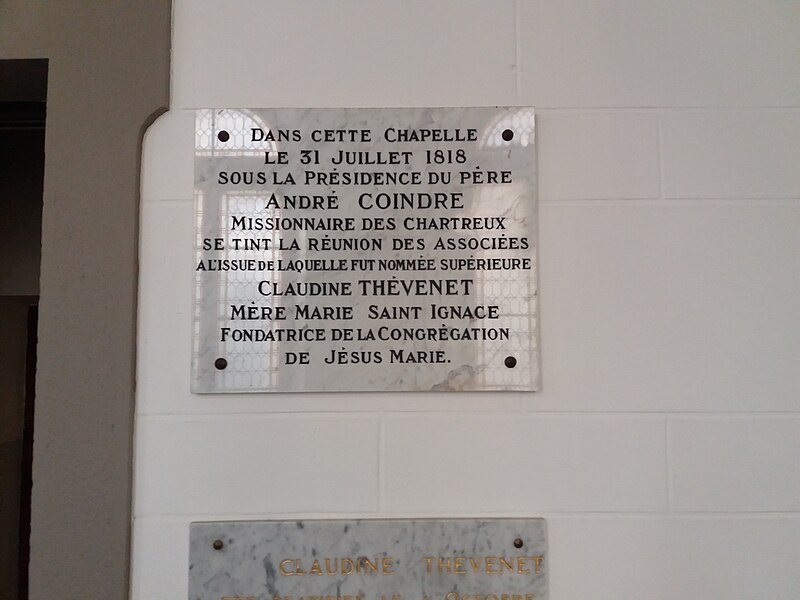 DANS CETTE CHAPELLE
LE 31 JUILLET 1818
SOUS LA PRÉSIDENCE DU PÈRE
ANDRÉ COINDRE
MISSIONNAIRE DES CHARTREUX
SE TINT LA RÉUNION DES ASSOCIÉES
A L'ISSUE DE LAQUELLE FUT NOMMÉE SUPÉRIEURE
CLAUDINE THÉVENET
MÈRE MARIE SAINT IGNACE
FONDATRICE DE LA CONGRÉGATION
DE JÉSUS MARIE.
CLAUDINE THEVENET
LE OCTOBRE